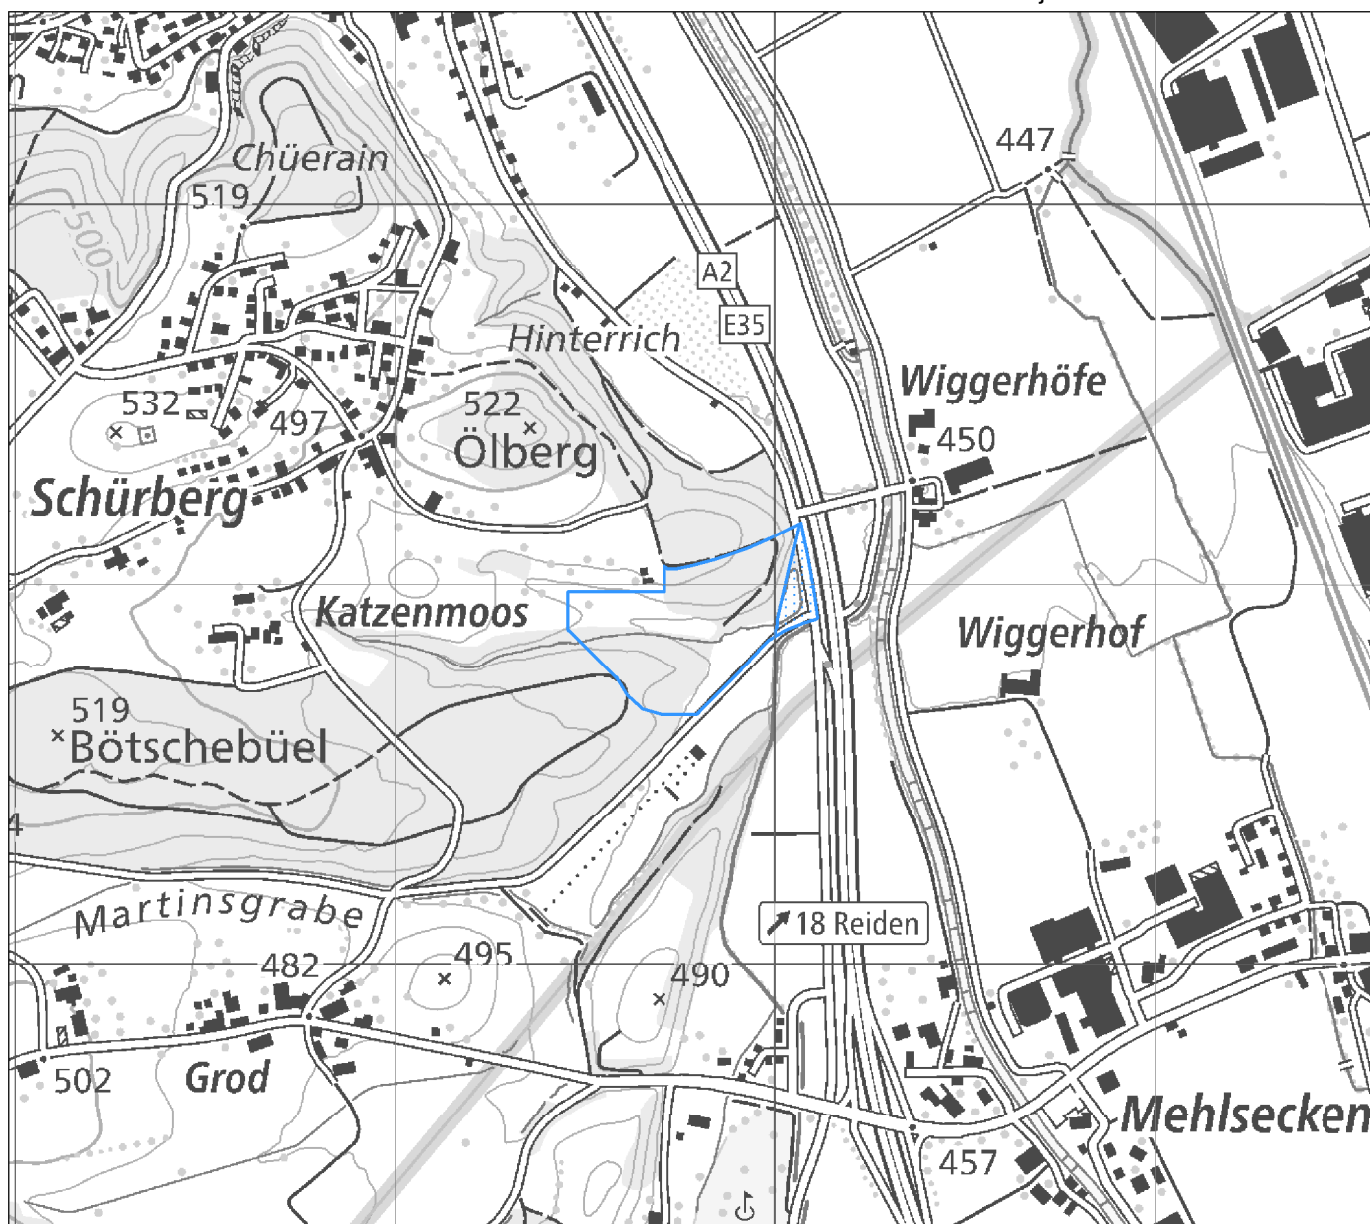 447
Chüerain
519
500
A2
E35
Hinterrich
Wiggerhöfe
532
522
497
Ölberg
450
Schürberg
Katzenmoos
Wiggerhof
519
Bötschebüel
4
Martinsgrabe
18 Reiden
482
495
490
502
Grod
Mehlsecken
457